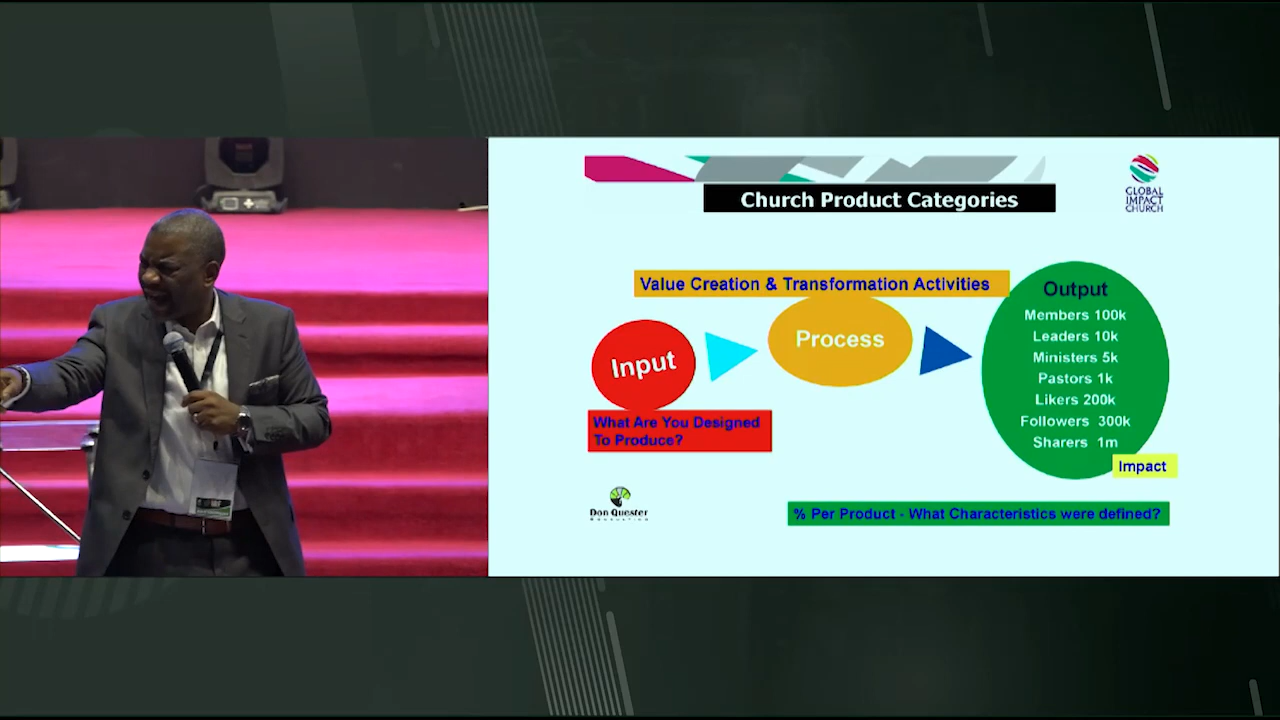 Church Product Categories
GLOBAL
IMPACT
CHURCH
Value Creation & Transformation Activities
Input
Process
Output
Members 100k
Leaders 10k
Ministers 5k
Pastors 1k
Likers 200k
Followers 300k
Sharers 1m
Impact
What Are You Designed
To Produce?
Don Quester
% Per Product - What Characteristics were defined?